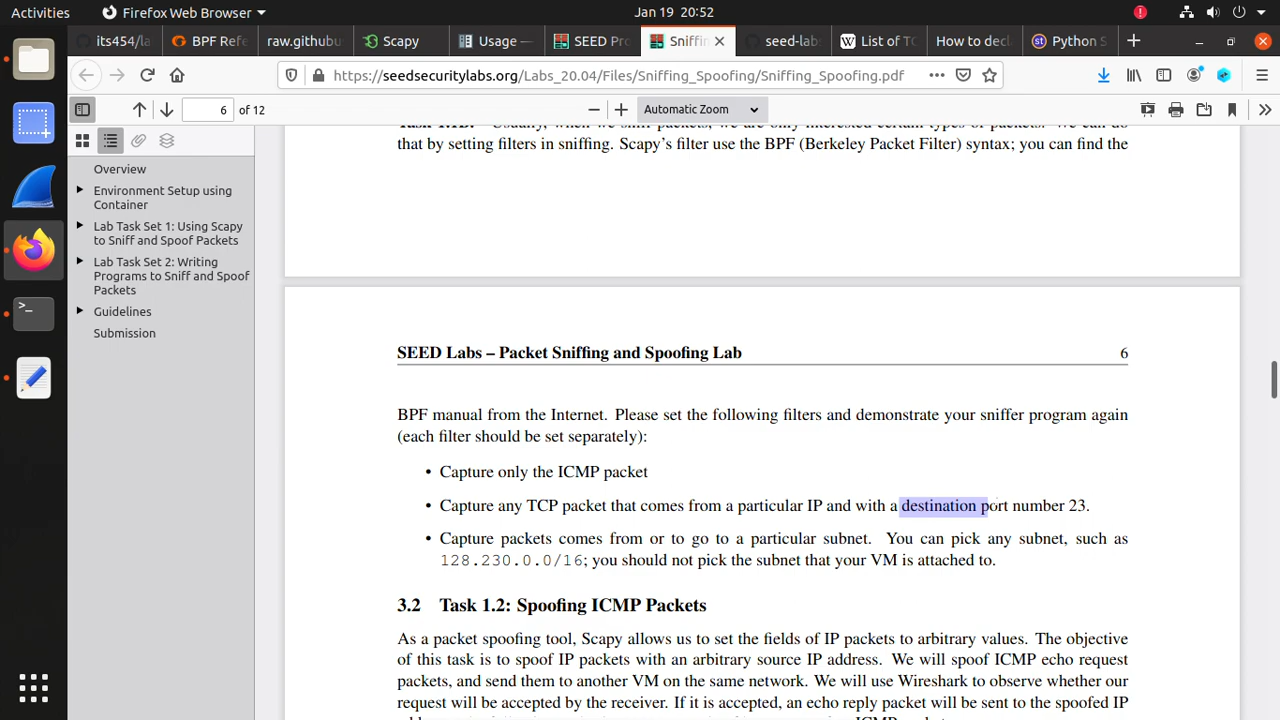 Activities
Firefox Web Browser
Jan 19 20:52
its454/la
BPF Refe
raw.githubu
Scapy
Usage —
SEED Pro
Sniffin
seed-lab
List of TC
How to decl
Python S
https://seedsecuritylabs.org/Labs_20.04/Files/Sniffing_Spoofing/Sniffing_Spoofing.pdf
6 of 12
Automatic Zoom
Overview
Environment Setup using
Container
Lab Task Set 1: Using Scapy
to Sniff and Spoof Packets
Lab Task Set 2: Writing
Programs to Sniff and Spoof
Packets
Guidelines
Submission
that by setting filters in sniffing. Scapy's filter use the BPF (Berkeley Packet Filter) syntax; you can find the
SEED Labs – Packet Sniffing and Spoofing Lab 6
BPF manual from the Internet. Please set the following filters and demonstrate your sniffer program again
(each filter should be set separately):
• Capture only the ICMP packet
• Capture any TCP packet that comes from a particular IP and with a destination port number 23.
• Capture packets comes from or to go to a particular subnet. You can pick any subnet, such as
128.230.0.0/16; you should not pick the subnet that your VM is attached to.
3.2 Task 1.2: Spoofing ICMP Packets
As a packet spoofing tool, Scapy allows us to set the fields of IP packets to arbitrary values. The objective
of this task is to spoof IP packets with an arbitrary source IP address. We will spoof ICMP echo request
packets, and send them to another VM on the same network. We will use Wireshark to observe whether our
request will be accepted by the receiver. If it is accepted, an echo reply packet will be sent to the spoofed IP